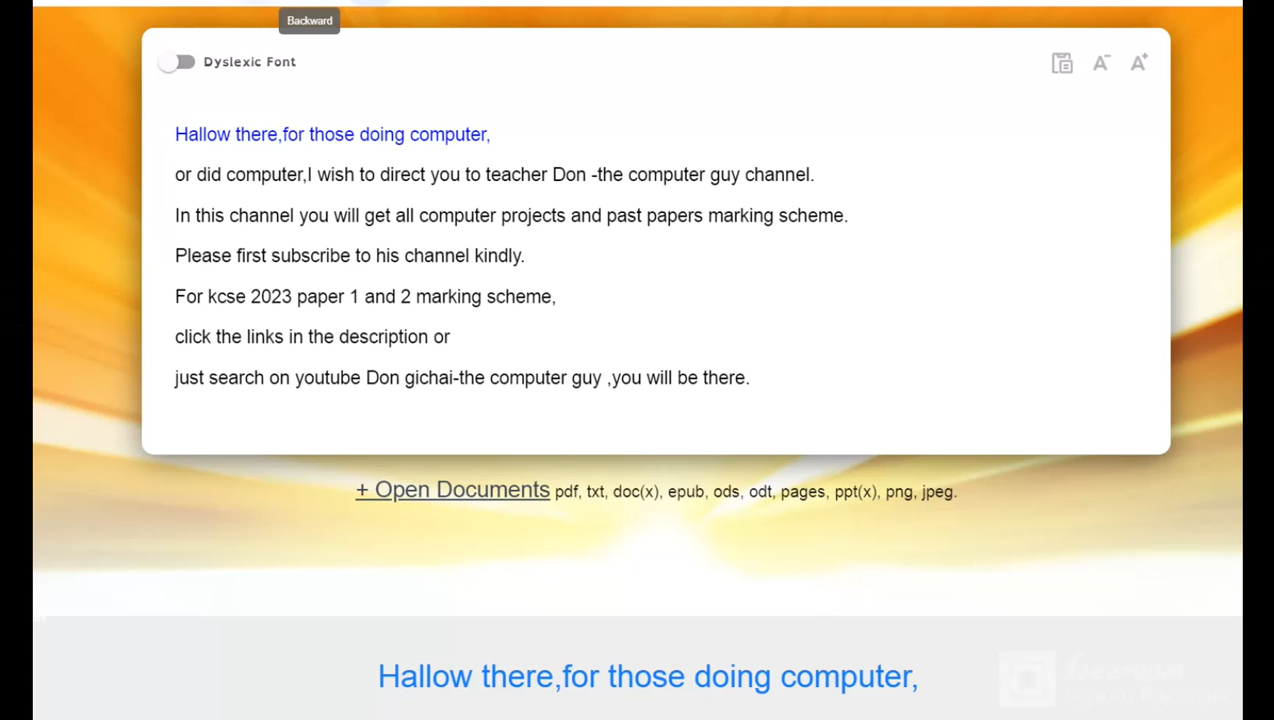 Backward
Dyslexic Font
A- A+
Hallow there,for those doing computer,
or did computer,I wish to direct you to teacher Don -the computer guy channel.
In this channel you will get all computer projects and past papers marking scheme.
Please first subscribe to his channel kindly.
For kcse 2023 paper 1 and 2 marking scheme,
click the links in the description or
just search on youtube Don gichai-the computer guy ,you will be there.
+ Open Documents pdf, txt, doc(x), epub, ods, odt, pages, ppt(x), png, jpeg.
Hallow there,for those doing computer,